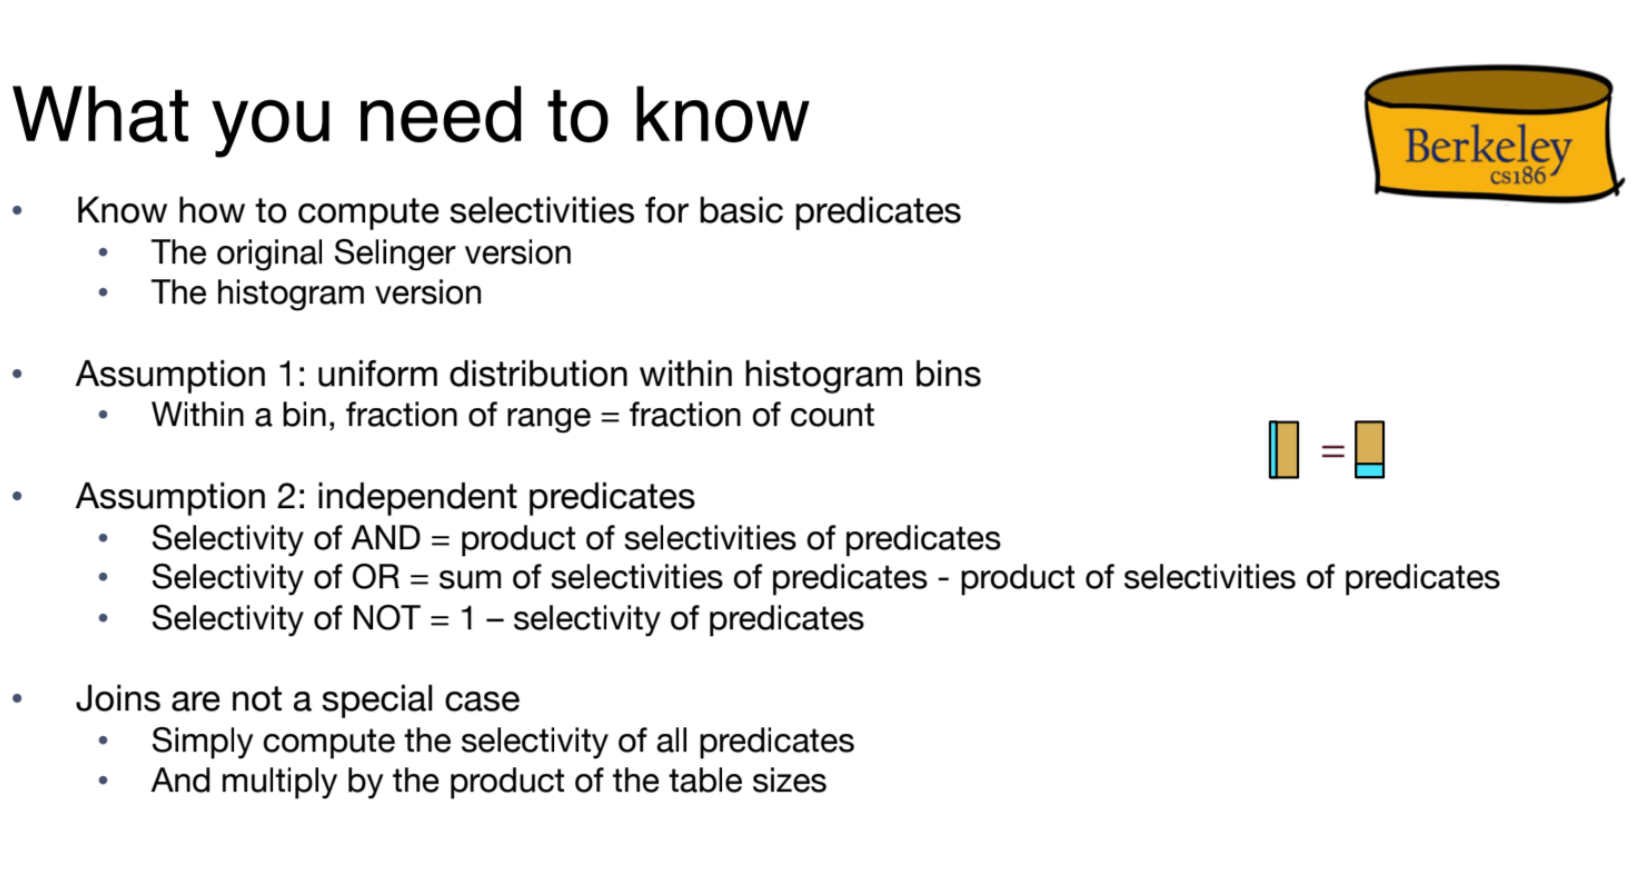 What you need to know
Berkeley
cs186
• Know how to compute selectivities for basic predicates
• The original Selinger version
• The histogram version
• Assumption 1: uniform distribution within histogram bins
• Within a bin, fraction of range = fraction of count
=
• Assumption 2: independent predicates
• Selectivity of AND = product of selectivities of predicates
• Selectivity of OR = sum of selectivities of predicates - product of selectivities of predicates
• Selectivity of NOT = 1 – selectivity of predicates
• Joins are not a special case
• Simply compute the selectivity of all predicates
• And multiply by the product of the table sizes